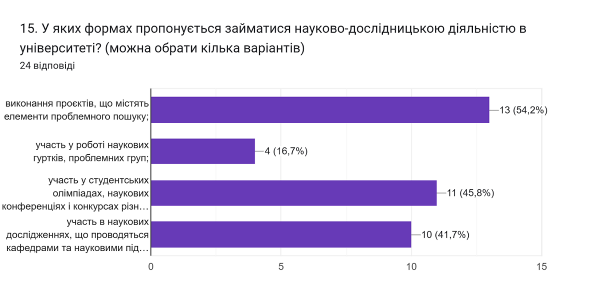 15. У яких формах пропонується займатися науково-дослідницькою діяльністю в
університеті? (можна обрати кілька варіантів)
24 відповіді
виконання проєктів, що містять
елементи проблемного пошуку;
13 (54,2%)
участь у роботі наукових
гуртків, проблемних груп;
4 (16,7%)
участь у студентських
олімпіадах, наукових
конференціях і конкурсах різн…
11 (45,8%)
участь в наукових
дослідженнях, що проводяться
кафедрами та науковими під…
10 (41,7%)
0 5 10 15